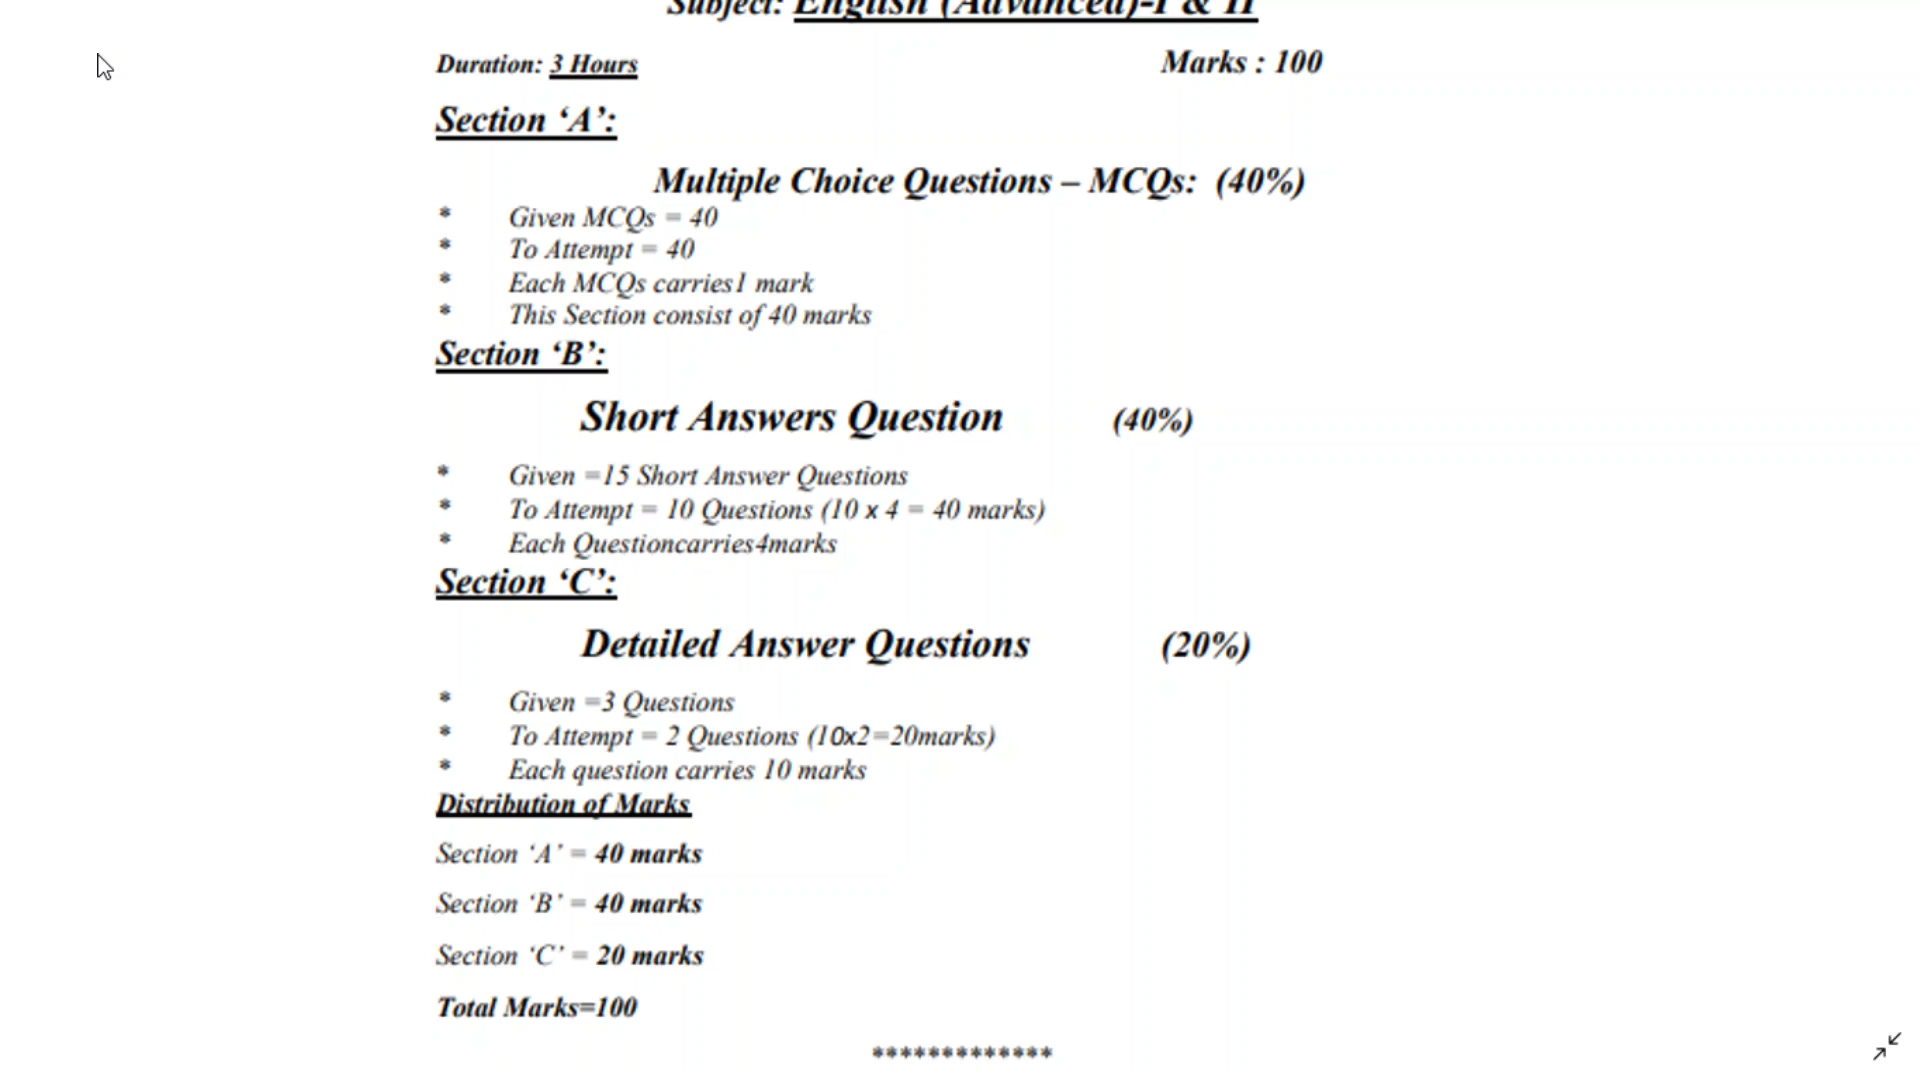 Subject: English (Advanced)-I & II
Duration: 3 Hours Marks : 100
Section ‘A’:
Multiple Choice Questions – MCQs: (40%)
* Given MCQs = 40
* To Attempt = 40
* Each MCQs carries1 mark
* This Section consist of 40 marks
Section ‘B’:
Short Answers Question (40%)
* Given =15 Short Answer Questions
* To Attempt = 10 Questions (10 x 4 = 40 marks)
* Each Questioncarries4marks
Section ‘C’:
Detailed Answer Questions (20%)
* Given =3 Questions
* To Attempt = 2 Questions (10x2=20marks)
* Each question carries 10 marks
Distribution of Marks
Section ‘A’ = 40 marks
Section ‘B’ = 40 marks
Section ‘C’ = 20 marks
Total Marks=100
*************